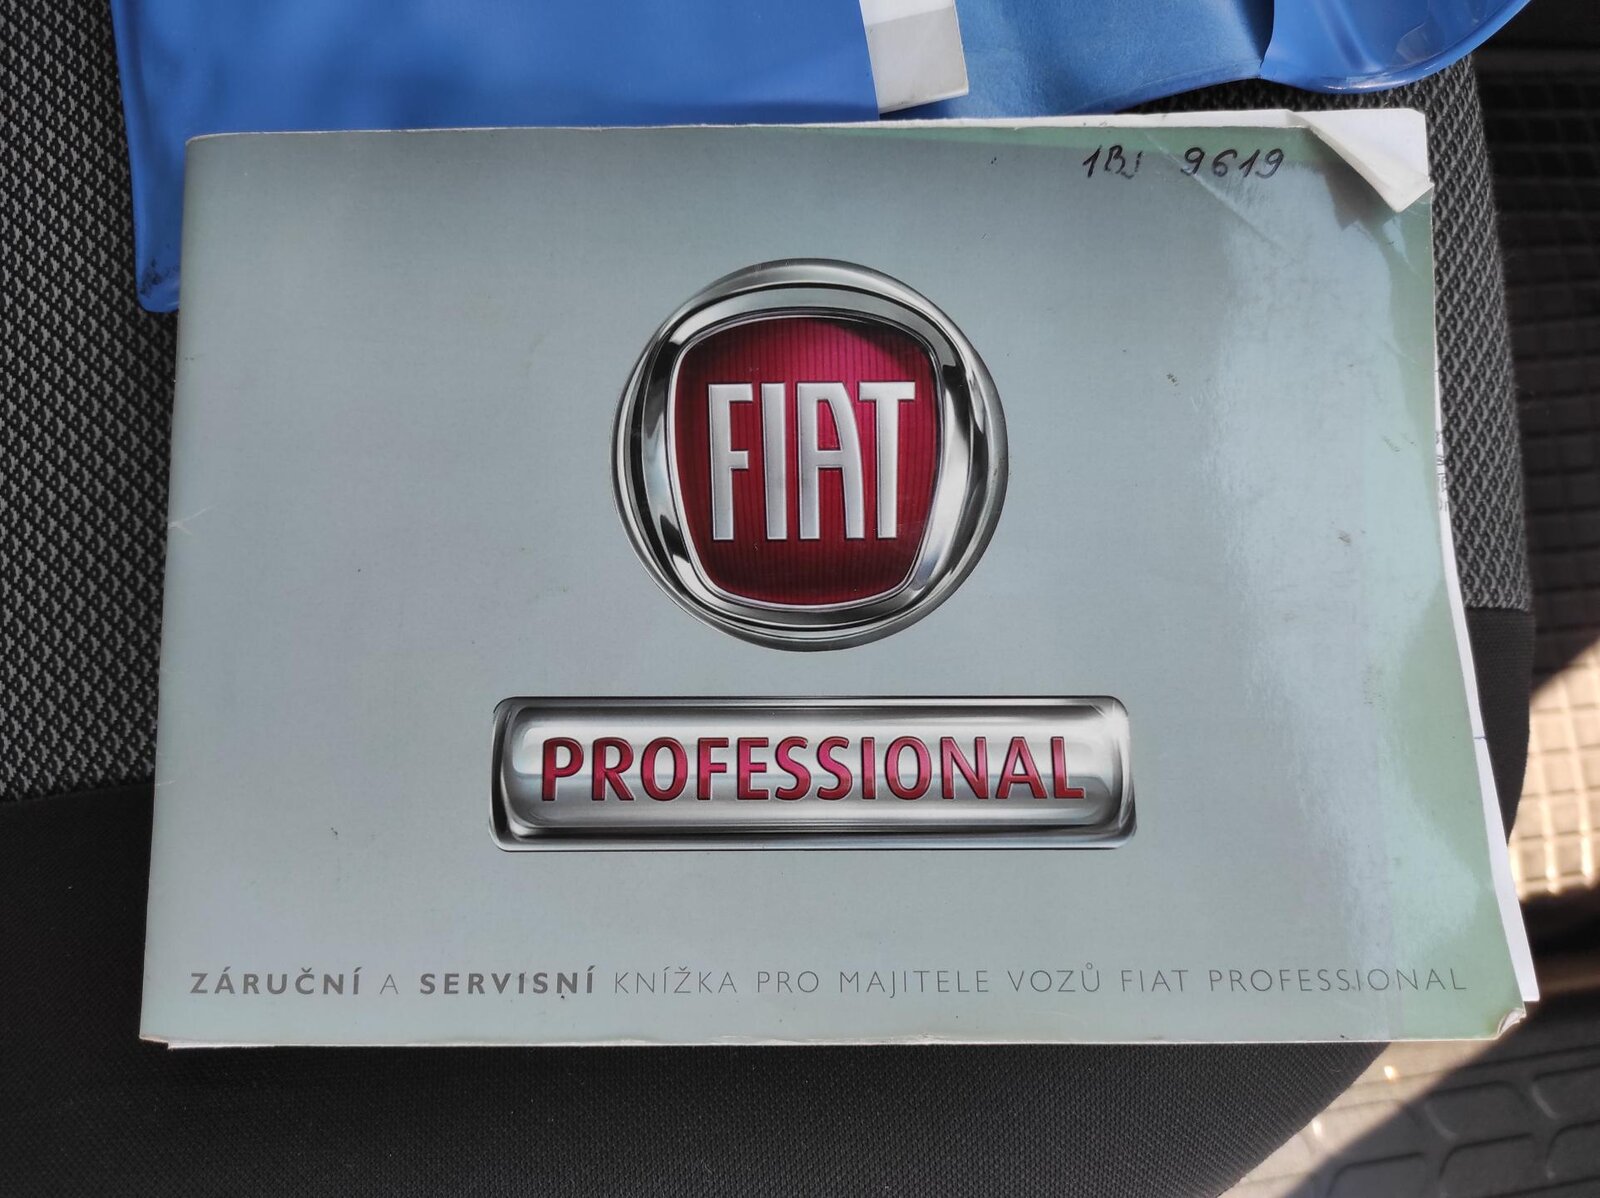 1BJ 9619
FIAT
PROFESSIONAL
ZÁRUČNÍ A SERVISNÍ KNÍŽKA PRO MAJITELE VOZŮ FIAT PROFESSIONAL